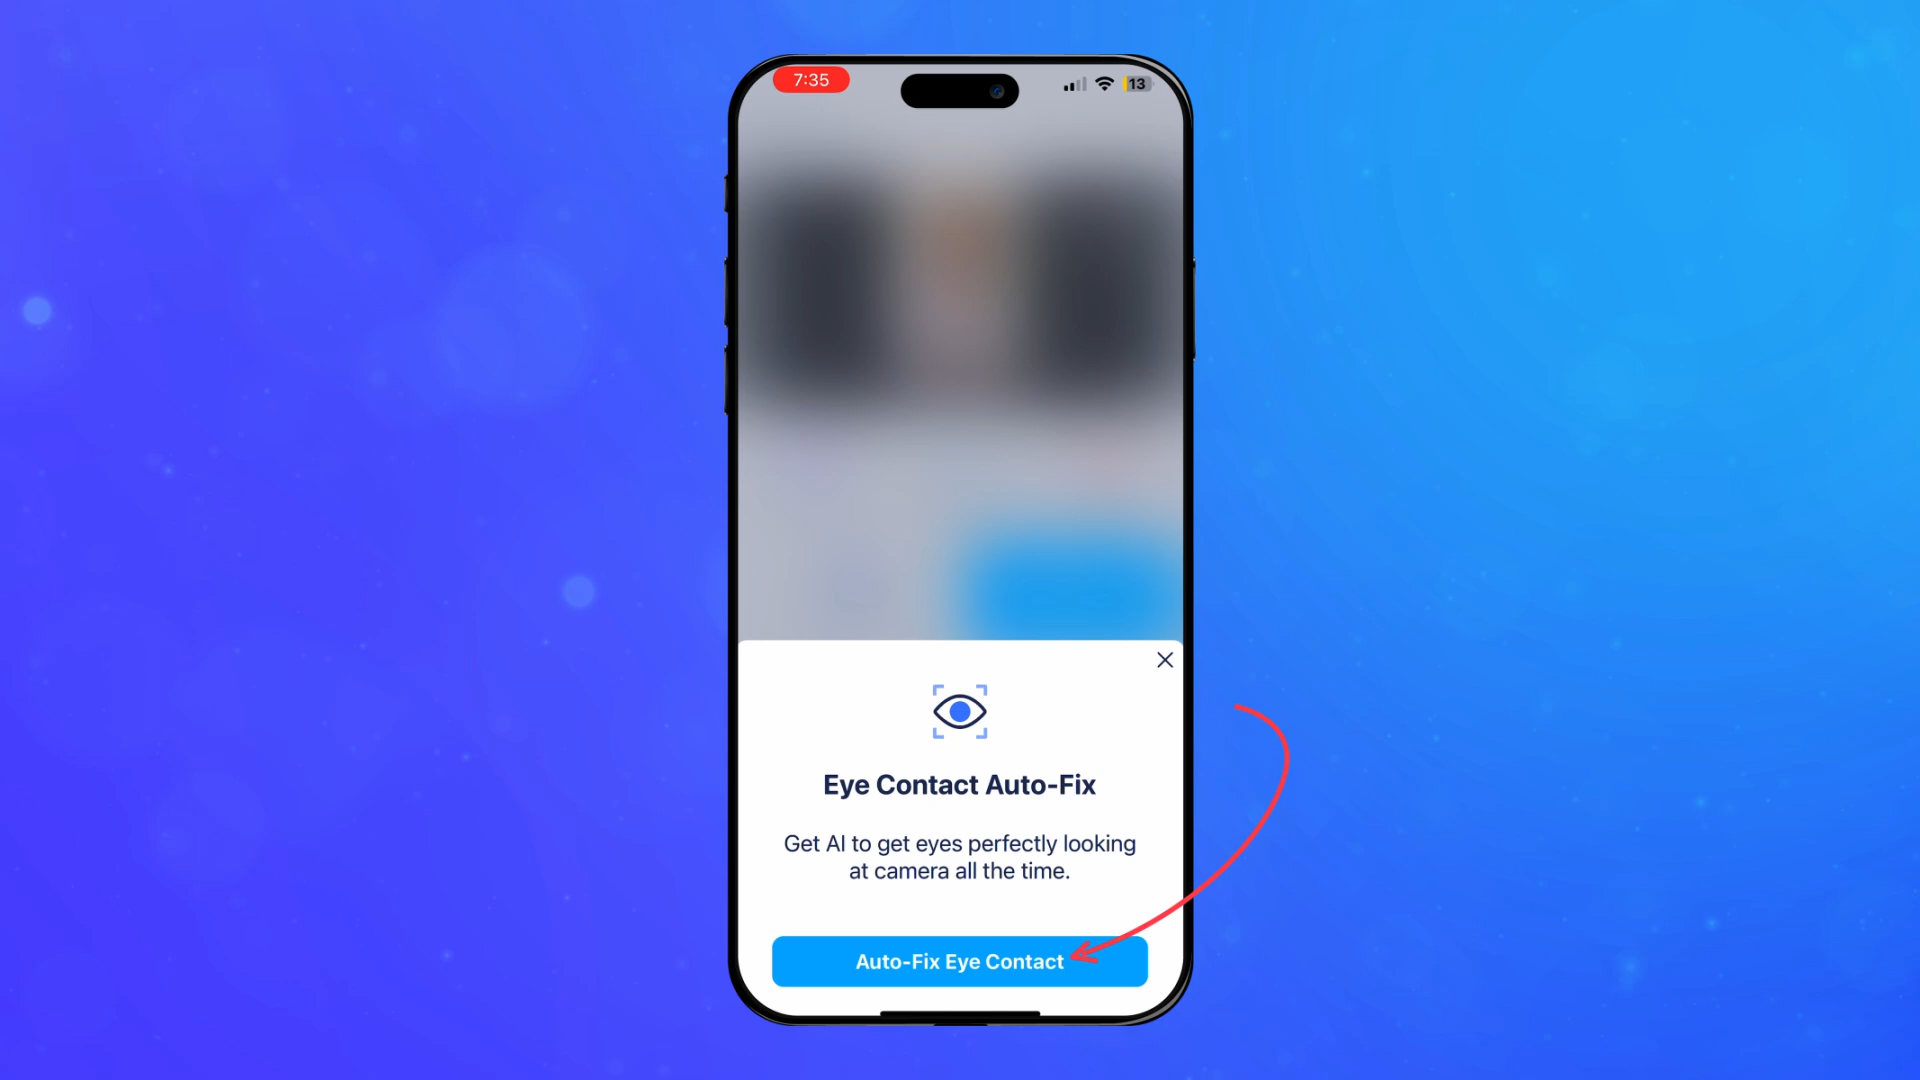 7:35
13
Eye Contact Auto-Fix
Get AI to get eyes perfectly looking
at camera all the time.
Auto-Fix Eye Contact